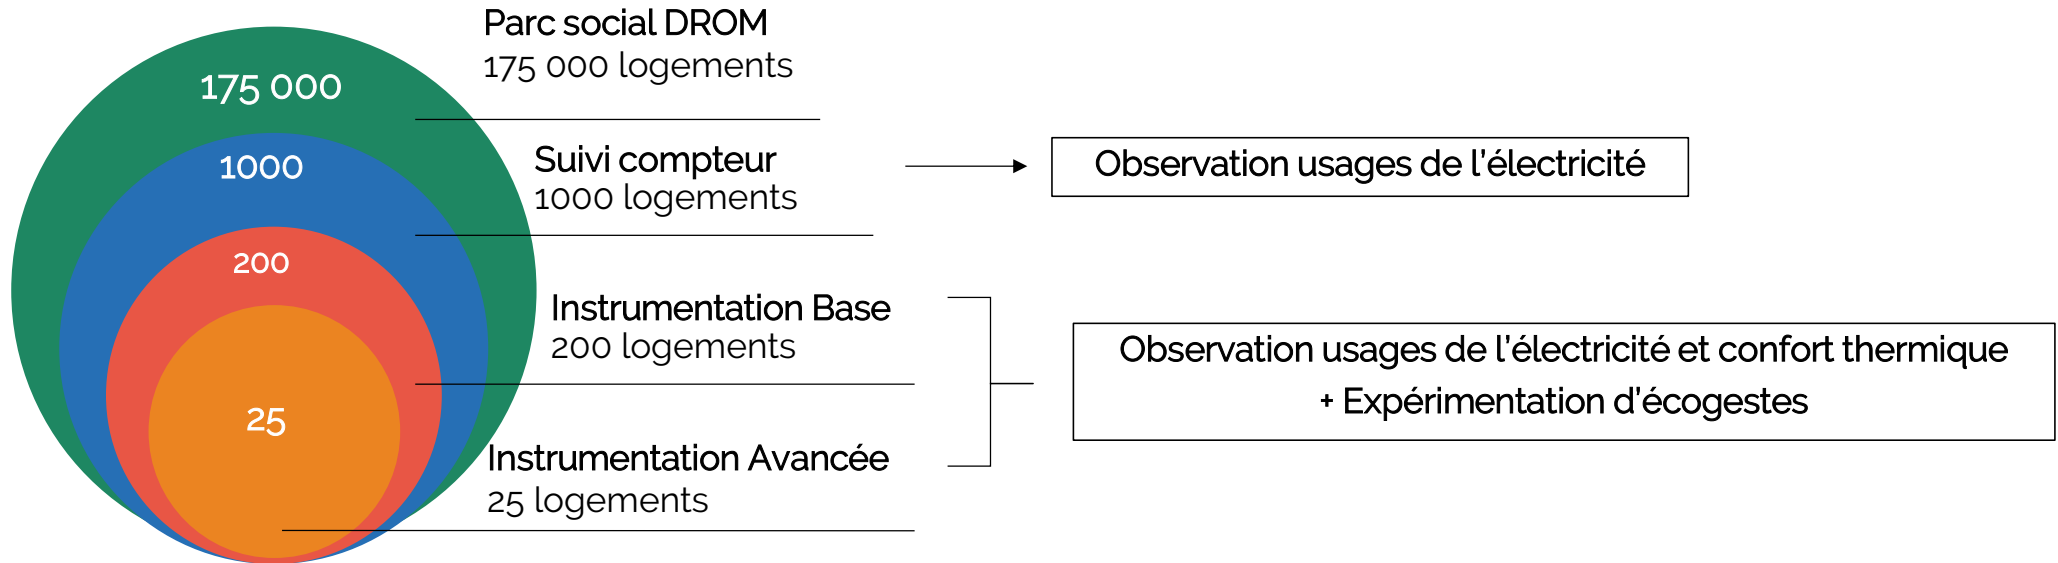 175 000
1000
200
25
Parc social DROM
175 000 logements
Suivi compteur
1000 logements
Instrumentation Base
200 logements
Instrumentation Avancée
25 logements
Observation usages de l'électricité
Observation usages de l'électricité et confort thermique
+ Expérimentation d'écogestes